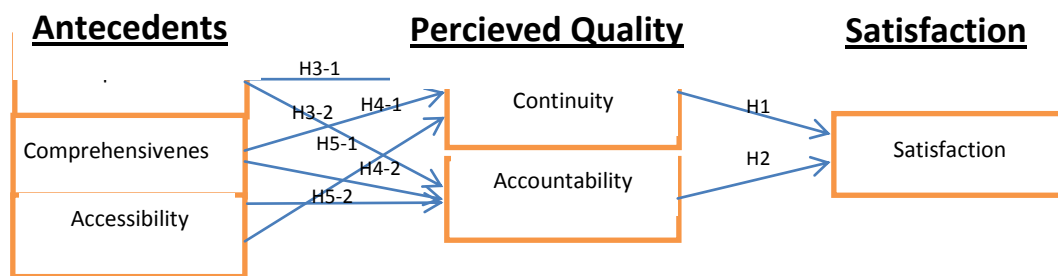 Antecedents
Percieved Quality
Satisfaction
H3-1
H3-2
H4-1
H5-1
H4-2
H5-2
Comprehensivenes
Accessibility
Continuity
Accountability
H1
H2
Satisfaction